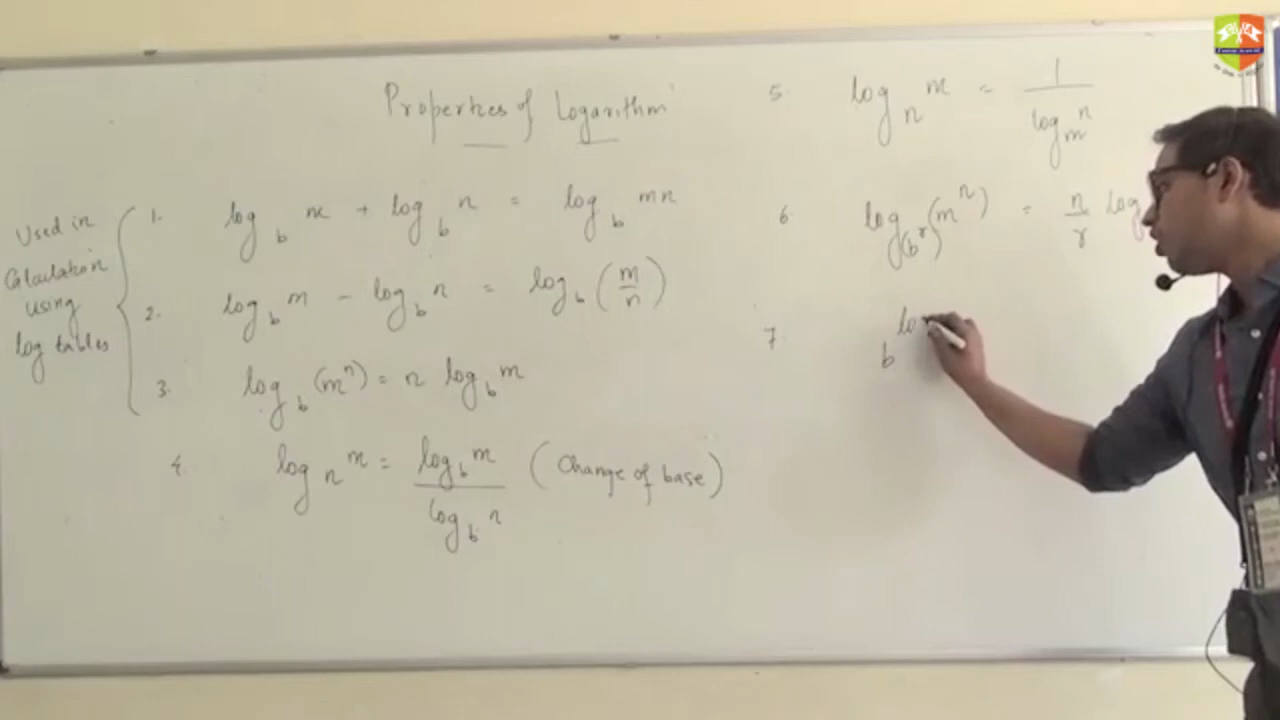 Properties of Logarithm
Used in
Calculation
using
log tables
1. log_b m + log_b n = log_b mn
2. log_b m - log_b n = log_b (m/n)
3. log_b (m^n) = n log_b m
4. log_n m = log_b m / log_b n (Change of base)
5. log_n m = 1 / log_m n
6. log_(b^r) (m^n) = n/r log
7. b^lo